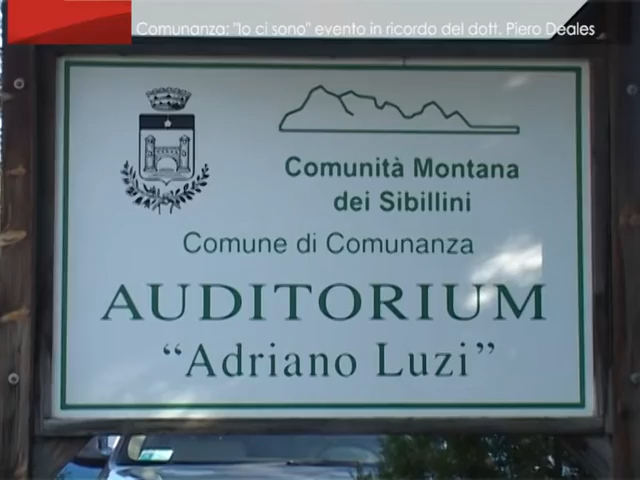 Comunanza: "Io ci sono" evento in ricordo del dott. Piero Deales
Comunità Montana
dei Sibillini
Comune di Comunanza
AUDITORIUM
“Adriano Luzi”